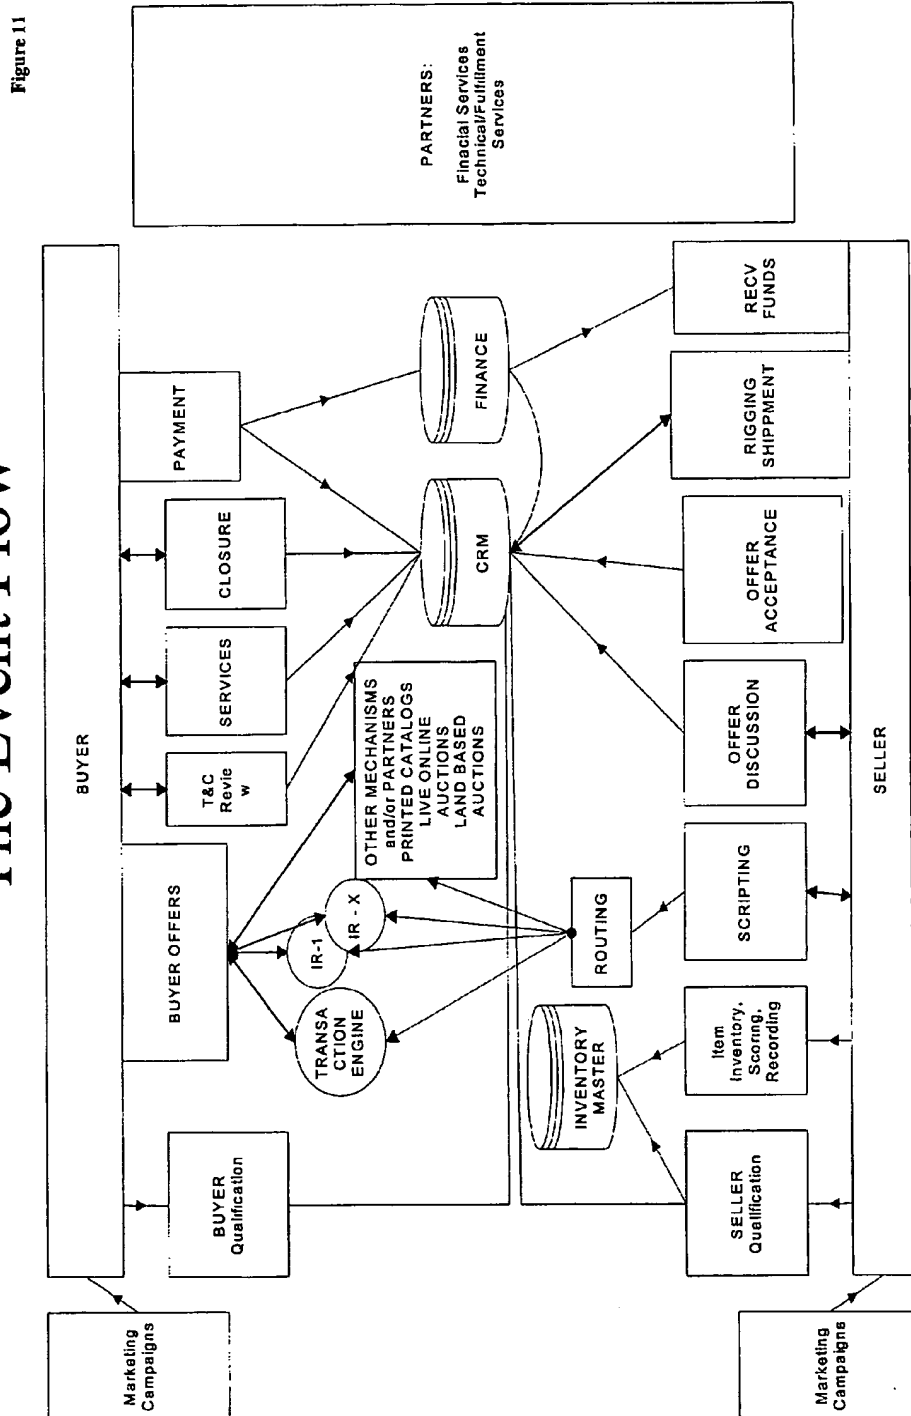 Figure 11
The Event Flow
Marketing
Campaigns
BUYER
BUYER
Qualification
BUYER OFFERS
T&C
Revie
w
SERVICES
CLOSURE
PAYMENT
TRANSA
CTION
ENGINE
IR-1
IR - X
OTHER MECHANISMS
and/or PARTNERS
PRINTED CATALOGS
LIVE ONLINE
AUCTIONS
LAND BASED
AUCTIONS
CRM
FINANCE
INVENTORY
MASTER
ROUTING
SELLER
Qualification
Item
Inventory,
Scoring,
Recording
SCRIPTING
OFFER
DISCUSSION
OFFER
ACCEPTANCE
RIGGING
SHIPPMENT
RECV
FUNDS
Marketing
Campaigns
SELLER
PARTNERS:
Finacial Services
Technical/Fulfillment
Services